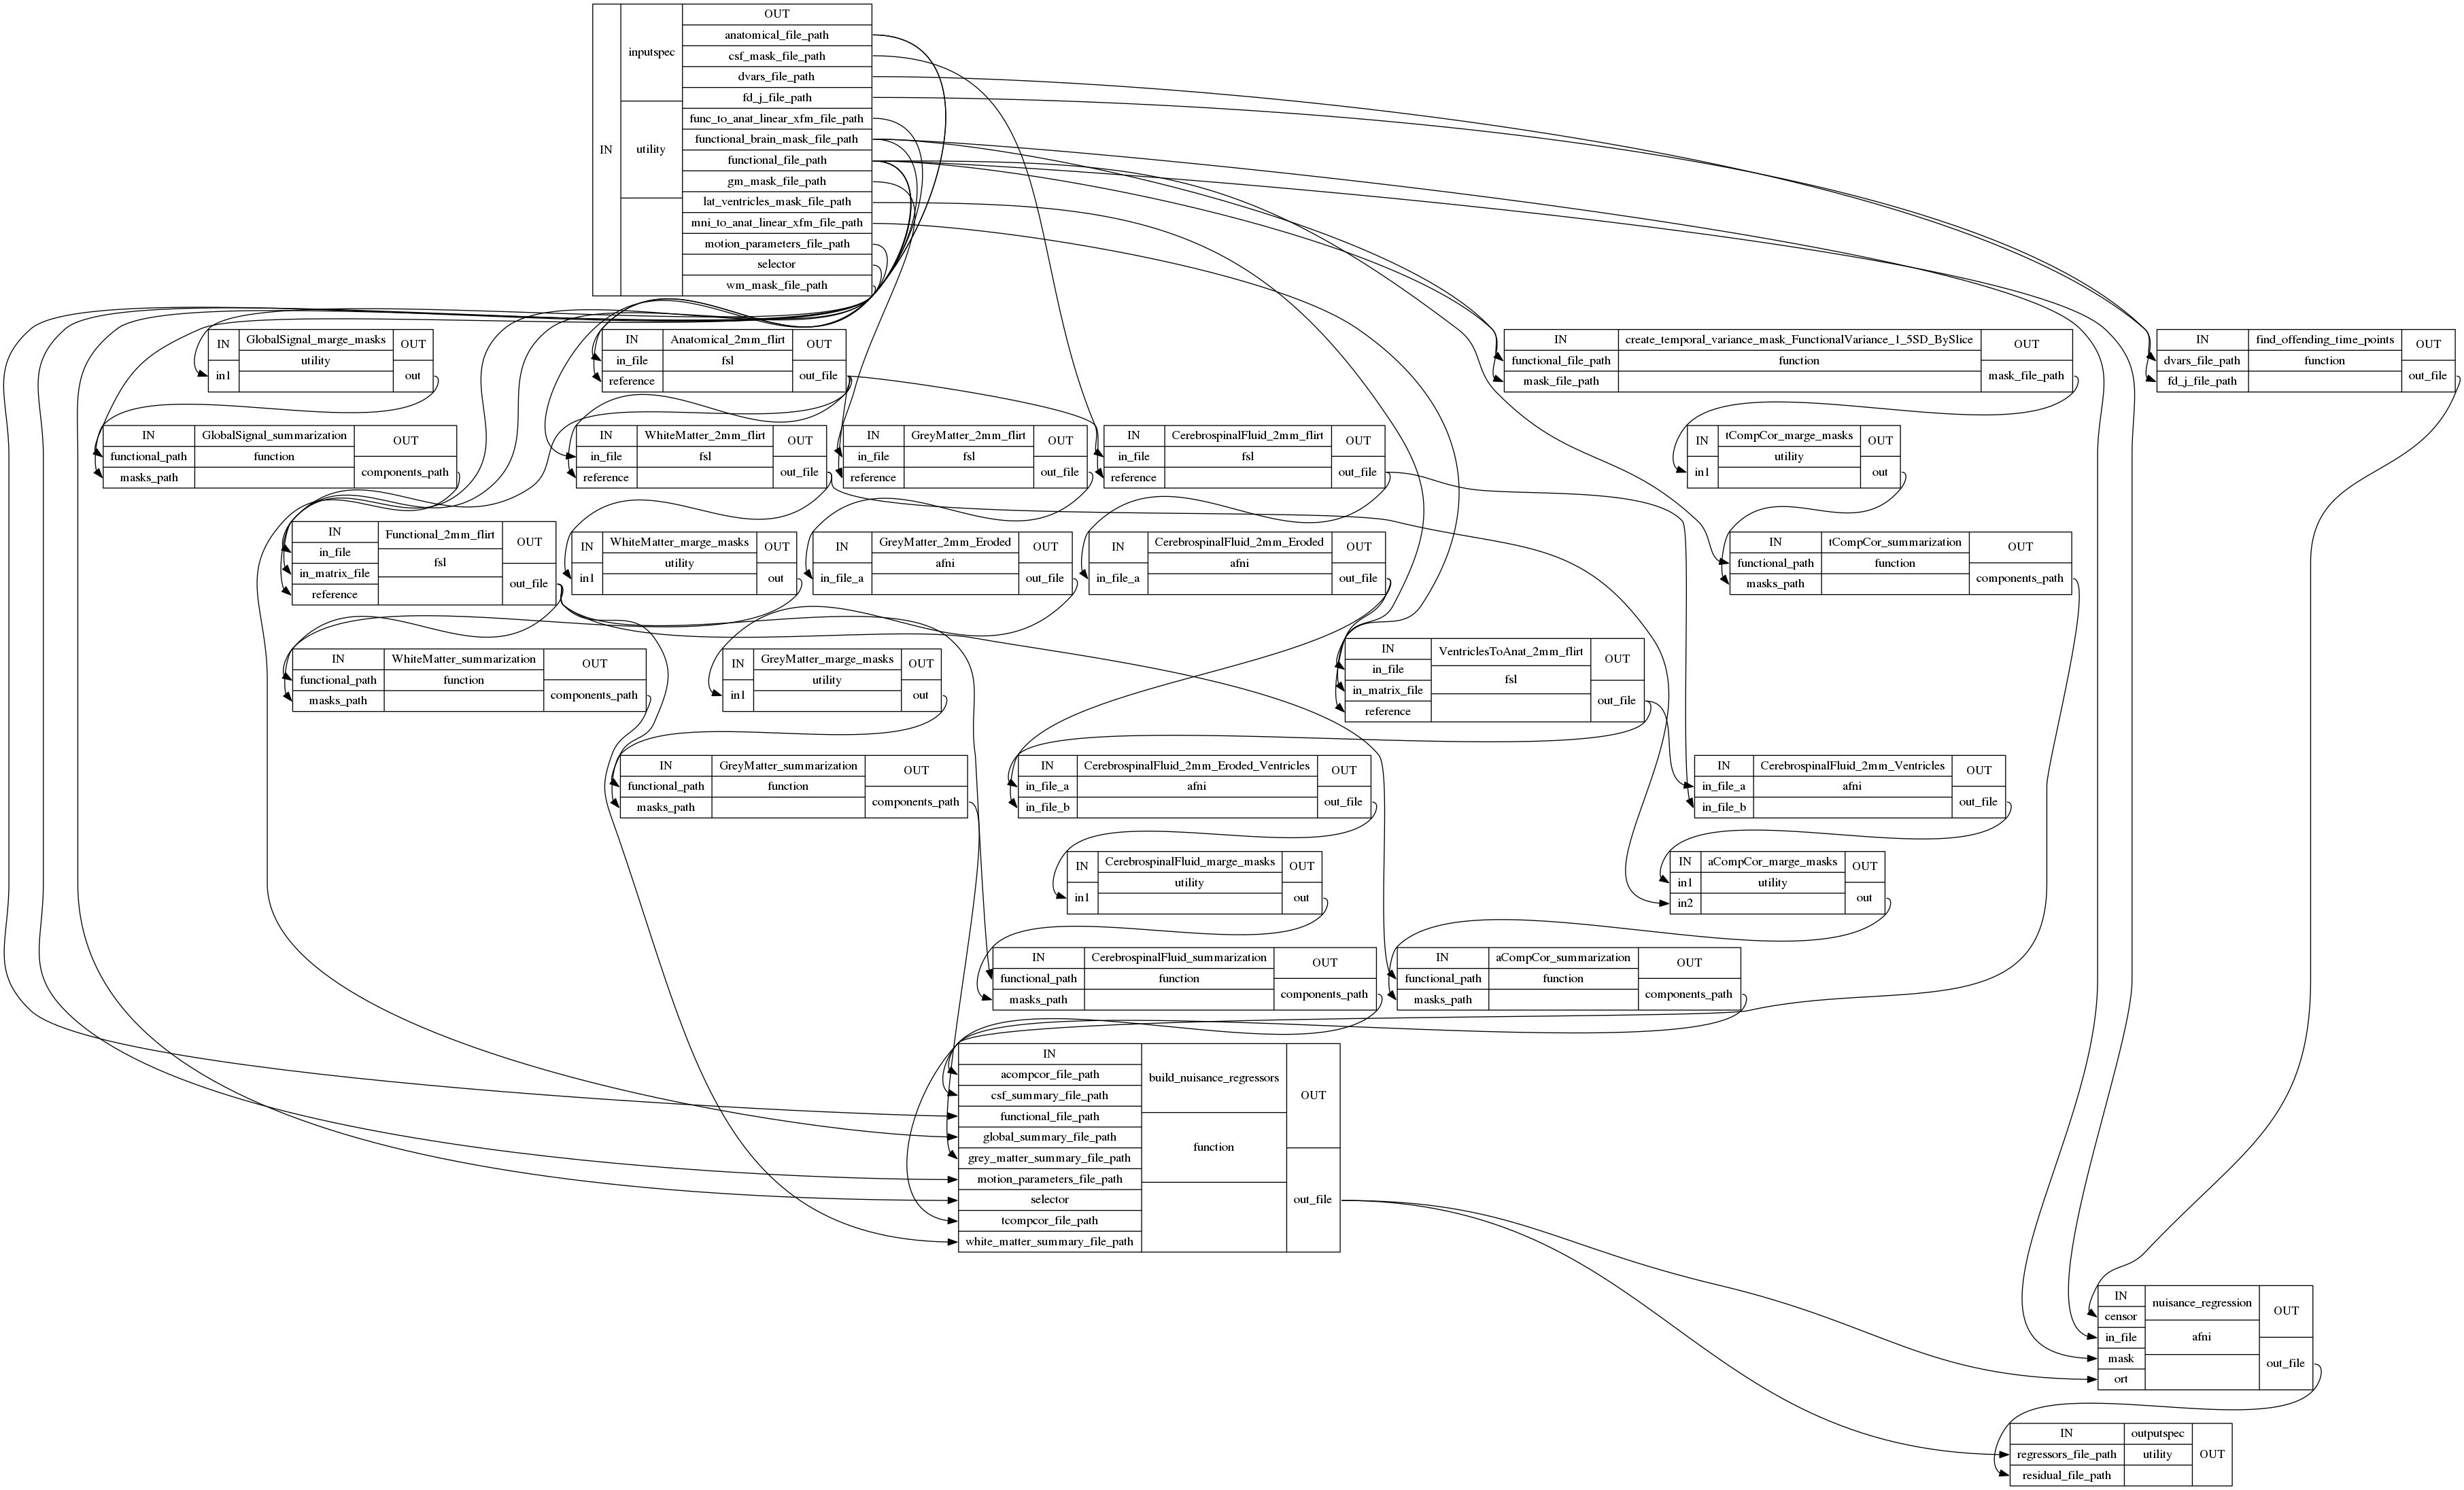 OUT
anatomical_file_path
csf_mask_file_path
inputspec
dvars_file_path
fd_j_file_path
func_to_anat_linear_xfm_file_path
functional_brain_mask_file_path
IN
utility
functional_file_path
gm_mask_file_path
lat_ventricles_mask_file_path
mni_to_anat_linear_xfm_file_path
motion_parameters_file_path
selector
wm_mask_file_path
IN
in1
GlobalSignal_marge_masks
utility
OUT
out
IN
in_file
reference
Anatomical_2mm_flirt
fsl
OUT
out_file
IN
functional_file_path
mask_file_path
create_temporal_variance_mask_FunctionalVariance_1_5SD_BySlice
function
OUT
mask_file_path
IN
dvars_file_path
fd_j_file_path
find_offending_time_points
function
OUT
out_file
IN
functional_path
masks_path
GlobalSignal_summarization
function
OUT
components_path
IN
in_file
reference
WhiteMatter_2mm_flirt
fsl
OUT
out_file
IN
in_file
reference
GreyMatter_2mm_flirt
fsl
OUT
out_file
IN
in_file
reference
CerebrospinalFluid_2mm_flirt
fsl
OUT
out_file
IN
in1
tCompCor_marge_masks
utility
OUT
out
IN
in_file
in_matrix_file
reference
Functional_2mm_flirt
fsl
OUT
out_file
IN
in1
WhiteMatter_marge_masks
utility
OUT
out
IN
in_file_a
GreyMatter_2mm_Eroded
afni
OUT
out_file
IN
in_file_a
CerebrospinalFluid_2mm_Eroded
afni
OUT
out_file
IN
functional_path
masks_path
tCompCor_summarization
function
OUT
components_path
IN
functional_path
masks_path
WhiteMatter_summarization
function
OUT
components_path
IN
in1
GreyMatter_marge_masks
utility
OUT
out
IN
in_file
in_matrix_file
reference
VentriclesToAnat_2mm_flirt
fsl
OUT
out_file
IN
functional_path
masks_path
GreyMatter_summarization
function
OUT
components_path
IN
in_file_a
in_file_b
CerebrospinalFluid_2mm_Eroded_Ventricles
afni
OUT
out_file
IN
in_file_a
in_file_b
CerebrospinalFluid_2mm_Ventricles
afni
OUT
out_file
IN
in1
CerebrospinalFluid_marge_masks
utility
OUT
out
IN
in1
in2
aCompCor_marge_masks
utility
OUT
out
IN
functional_path
masks_path
CerebrospinalFluid_summarization
function
OUT
components_path
IN
functional_path
masks_path
aCompCor_summarization
function
OUT
components_path
IN
acompcor_file_path
csf_summary_file_path
functional_file_path
global_summary_file_path
grey_matter_summary_file_path
motion_parameters_file_path
selector
tcompcor_file_path
white_matter_summary_file_path
build_nuisance_regressors
function
OUT
out_file
IN
censor
in_file
mask
ort
nuisance_regression
afni
OUT
out_file
IN
regressors_file_path
residual_file_path
outputspec
utility
OUT